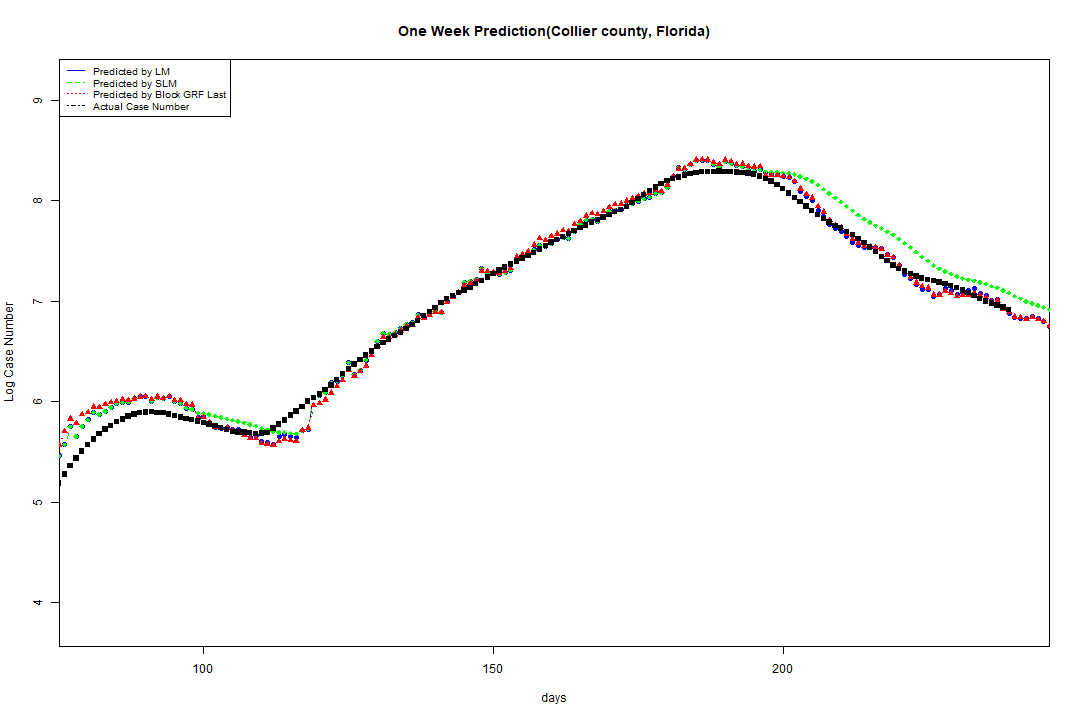 One Week Prediction(Collier county, Florida)
Predicted by LM
Predicted by SLM
Predicted by Block GRF Last
Actual Case Number
9
8
7
6
5
4
Log Case Number
100 150 200
days